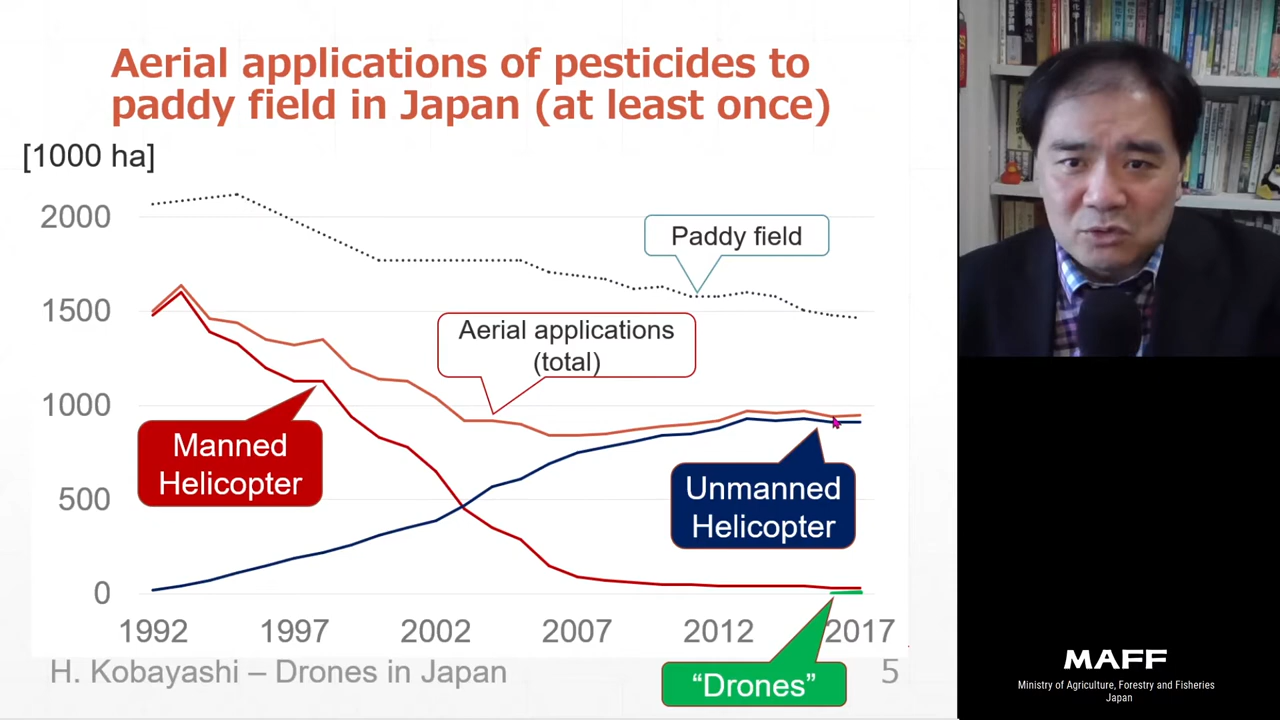 Aerial applications of pesticides to
paddy field in Japan (at least once)
[1000 ha]
2000
1500
1000
500
0
1992
1997
2002
2007
2012
2017
Paddy field
Aerial applications
(total)
Manned
Helicopter
Unmanned
Helicopter
“Drones”
H. Kobayashi – Drones in Japan
5
MAFF
Ministry of Agriculture, Forestry and Fisheries
Japan